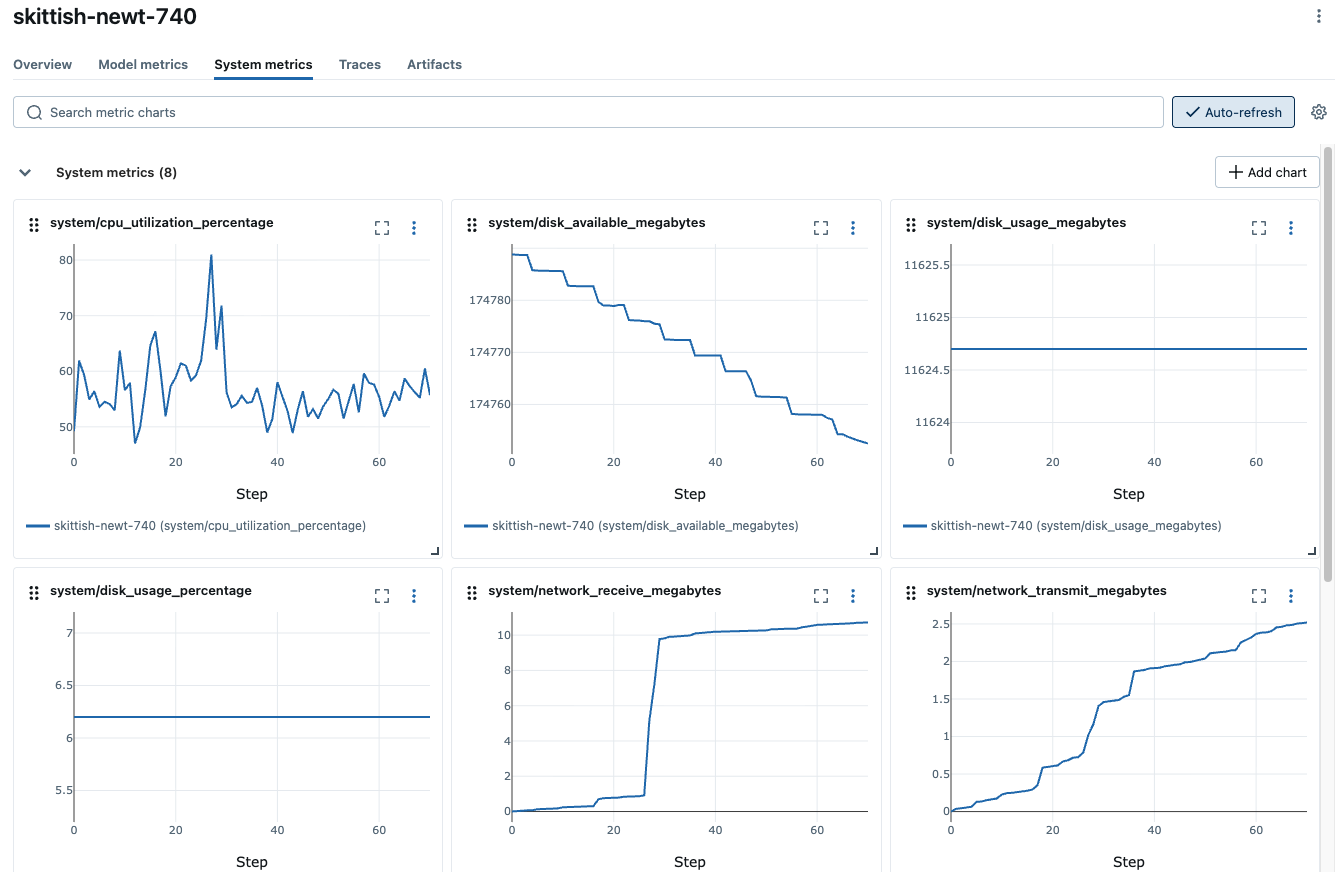 skittish-newt-740
Overview Model metrics System metrics Traces Artifacts
Search metric charts Auto-refresh
System metrics (8) Add chart
system/cpu_utilization_percentage
80
70
60
50
0 20 40 60
Step
skittish-newt-740 (system/cpu_utilization_percentage)
system/disk_available_megabytes
174780
174770
174760
0 20 40 60
Step
skittish-newt-740 (system/disk_available_megabytes)
system/disk_usage_megabytes
11625.5
11625
11624.5
11624
0 20 40 60
Step
skittish-newt-740 (system/disk_usage_megabytes)
system/disk_usage_percentage
7
6.5
6
5.5
0 20 40 60
Step
system/network_receive_megabytes
10
8
6
4
2
0
0 20 40 60
Step
system/network_transmit_megabytes
2.5
2
1.5
1
0.5
0
0 20 40 60
Step